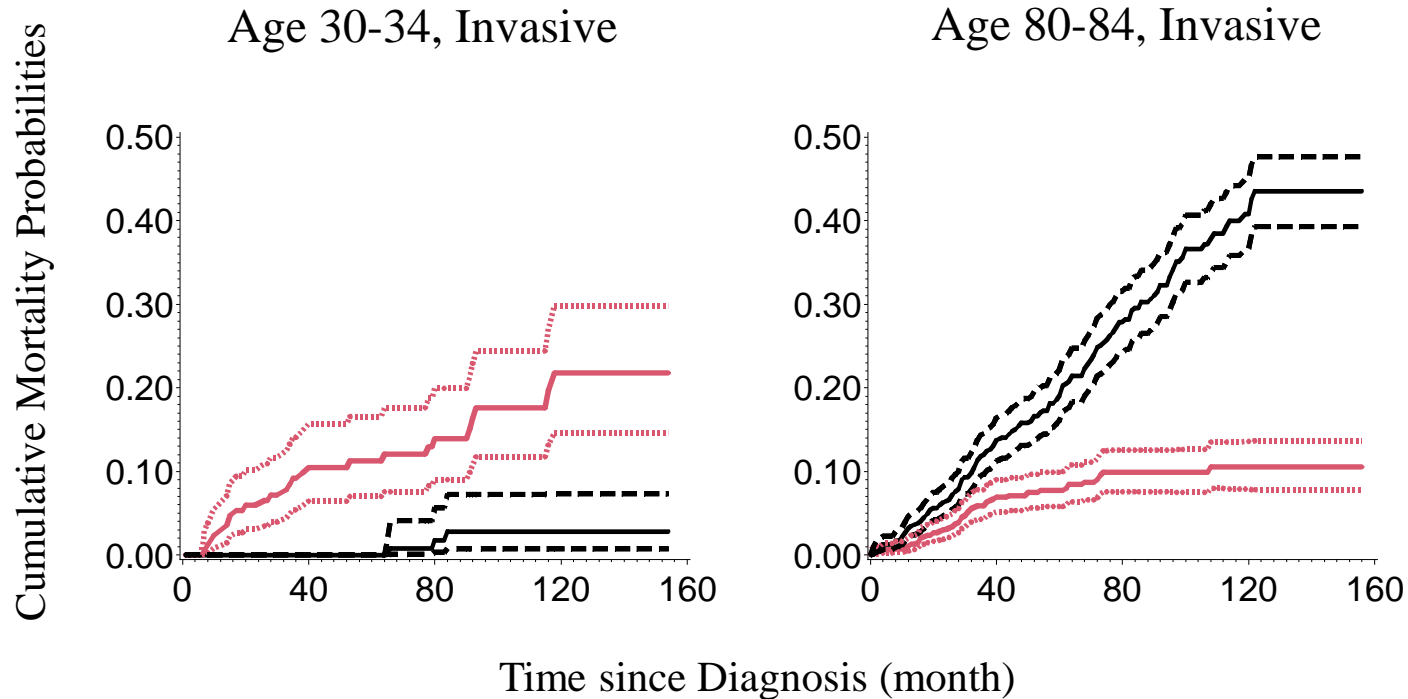 Age 30-34, Invasive
Age 80-84, Invasive
Cumulative Mortality Probabilities
0.50
0.40
0.30
0.20
0.10
0.00
0 40 80 120 160
0.50
0.40
0.30
0.20
0.10
0.00
0 40 80 120 160
Time since Diagnosis (month)